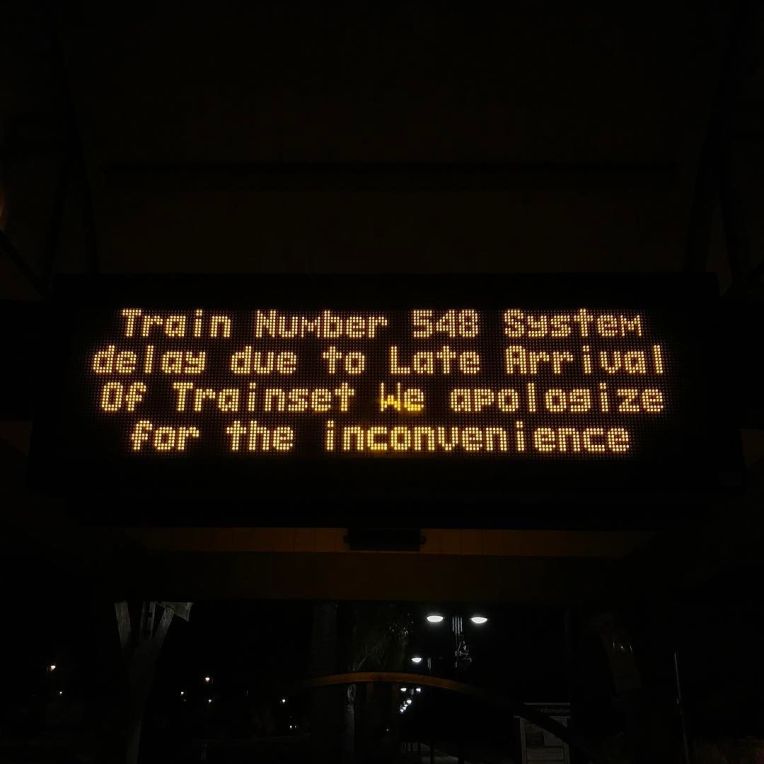 Train Number 548 System
delay due to Late Arrival
Of Trainset We apologize
for the inconvenience